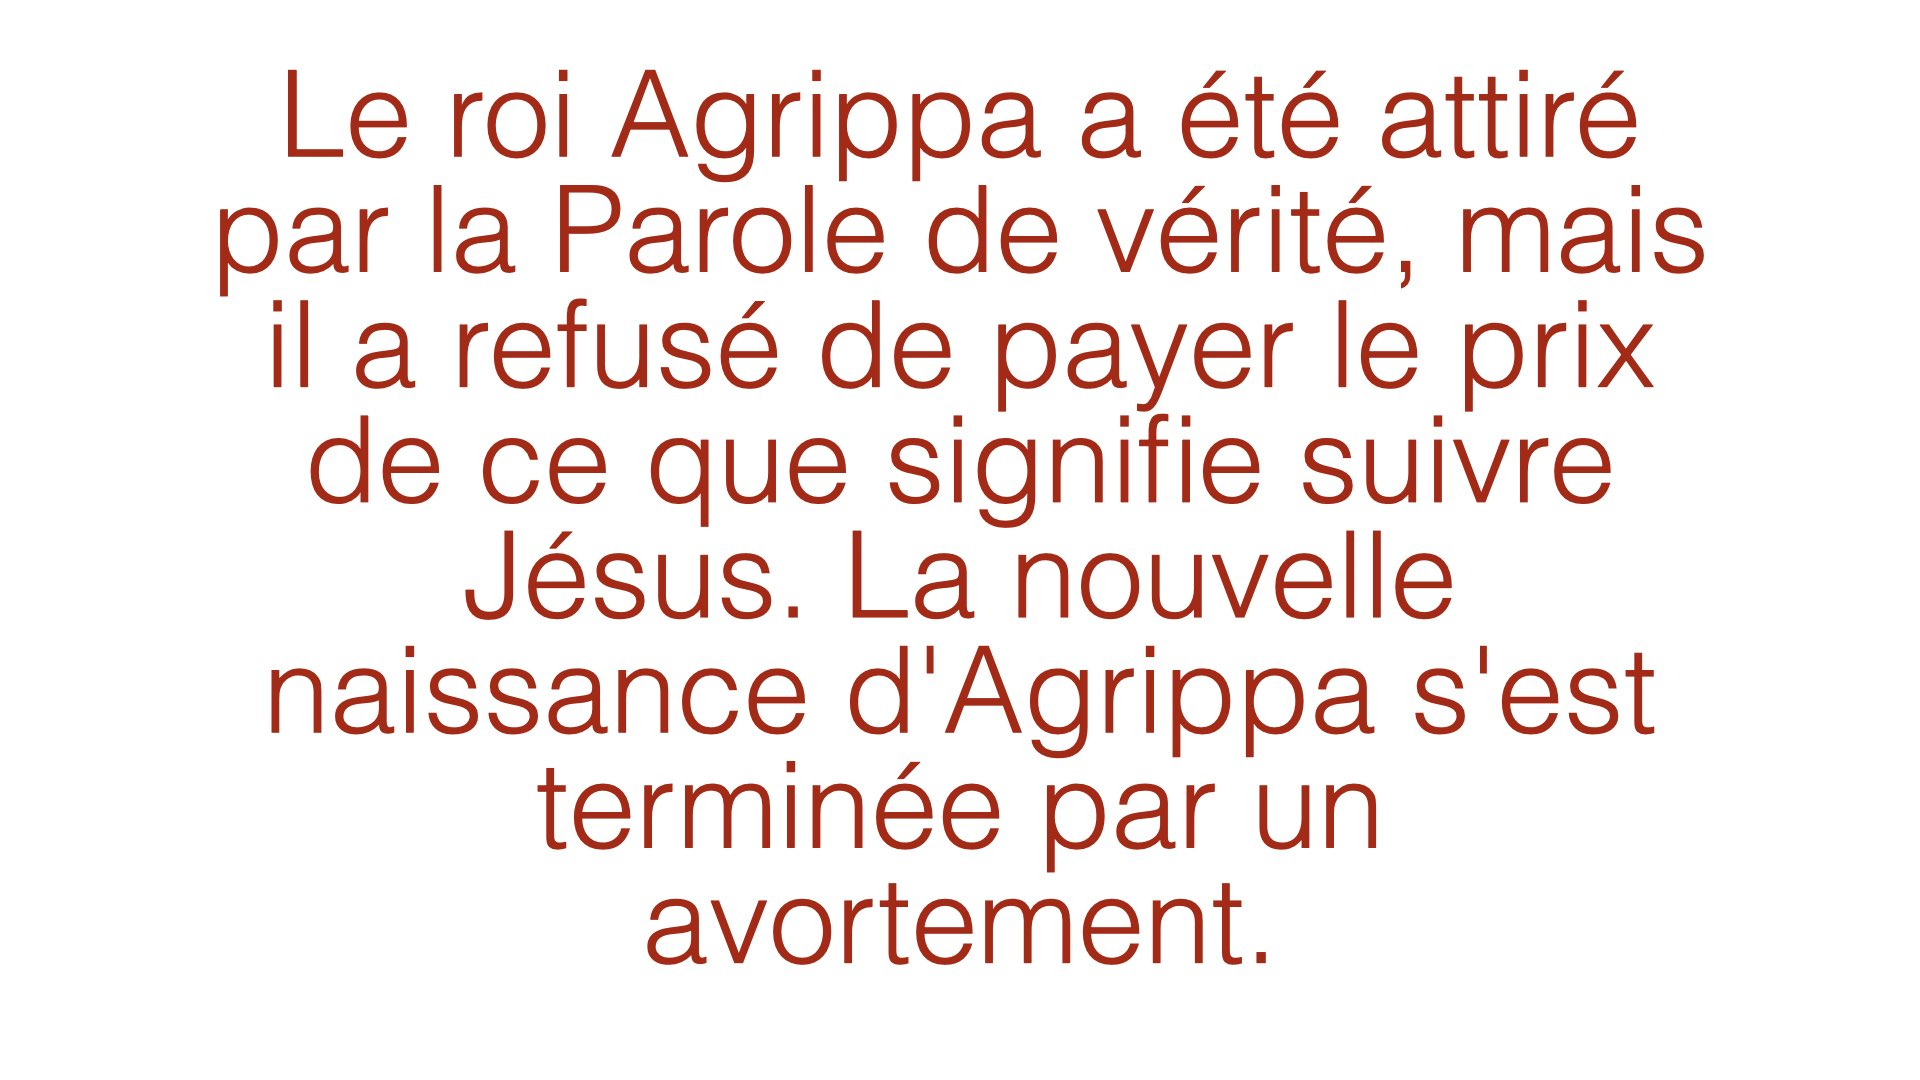 Le roi Agrippa a été attiré
par la Parole de vérité, mais
il a refusé de payer le prix
de ce que signifie suivre
Jésus. La nouvelle
naissance d'Agrippa s'est
terminée par un
avortement.